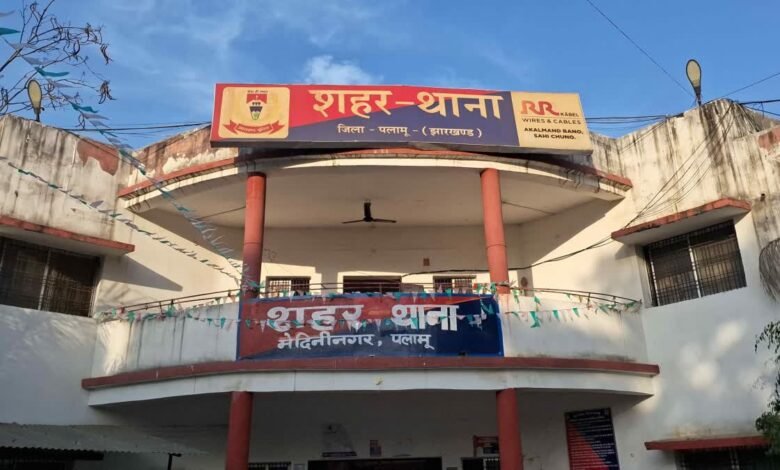 शहर-थाना
जिला - पलामू - (झारखण्ड)
RR KABEL
WIRES & CABLES
AKALMAND BANO,
SAHI CHUNO.
शहर थाना
मेदिनीनगर, पलामू